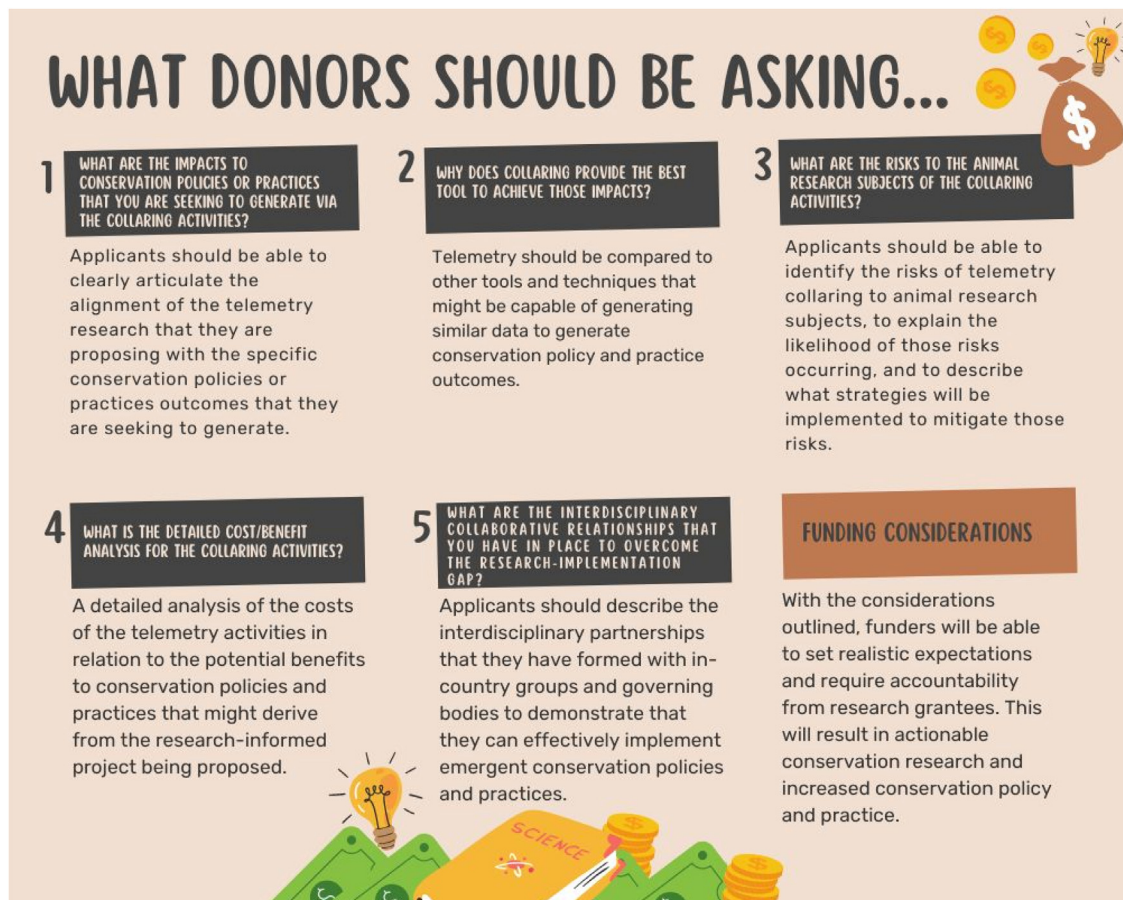 WHAT DONORS SHOULD BE ASKING...
1
WHAT ARE THE IMPACTS TO
CONSERVATION POLICIES OR PRACTICES
THAT YOU ARE SEEKING TO GENERATE VIA
THE COLLARING ACTIVITIES?
Applicants should be able to
clearly articulate the
alignment of the telemetry
research that they are
proposing with the specific
conservation policies or
practices outcomes that they
are seeking to generate.
2
WHY DOES COLLARING PROVIDE THE BEST
TOOL TO ACHIEVE THOSE IMPACTS?
Telemetry should be compared to
other tools and techniques that
might be capable of generating
similar data to generate
conservation policy and practice
outcomes.
3
WHAT ARE THE RISKS TO THE ANIMAL
RESEARCH SUBJECTS OF THE COLLARING
ACTIVITIES?
Applicants should be able to
identify the risks of telemetry
collaring to animal research
subjects, to explain the
likelihood of those risks
occurring, and to describe
what strategies will be
implemented to mitigate those
risks.
4
WHAT IS THE DETAILED COST/BENEFIT
ANALYSIS FOR THE COLLARING ACTIVITIES?
A detailed analysis of the costs
of the telemetry activities in
relation to the potential benefits
to conservation policies and
practices that might derive
from the research-informed
project being proposed.
5
WHAT ARE THE INTERDISCIPLINARY
COLLABORATIVE RELATIONSHIPS THAT
YOU HAVE IN PLACE TO OVERCOME
THE RESEARCH-IMPLEMENTATION
GAP?
Applicants should describe the
interdisciplinary partnerships
that they have formed with in-
country groups and governing
bodies to demonstrate that
they can effectively implement
emergent conservation policies
and practices.
FUNDING CONSIDERATIONS
With the considerations
outlined, funders will be able
to set realistic expectations
and require accountability
from research grantees. This
will result in actionable
conservation research and
increased conservation policy
and practice.
$
SCIENCE